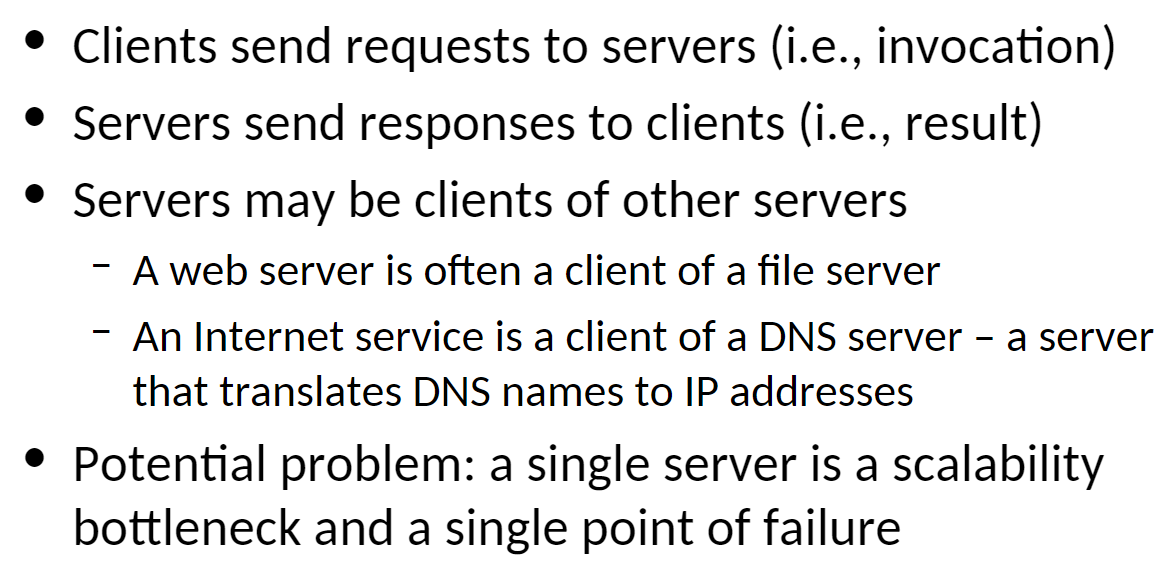 • Clients send requests to servers (i.e., invocation)
• Servers send responses to clients (i.e., result)
• Servers may be clients of other servers
– A web server is often a client of a file server
– An Internet service is a client of a DNS server – a server
that translates DNS names to IP addresses
• Potential problem: a single server is a scalability
bottleneck and a single point of failure